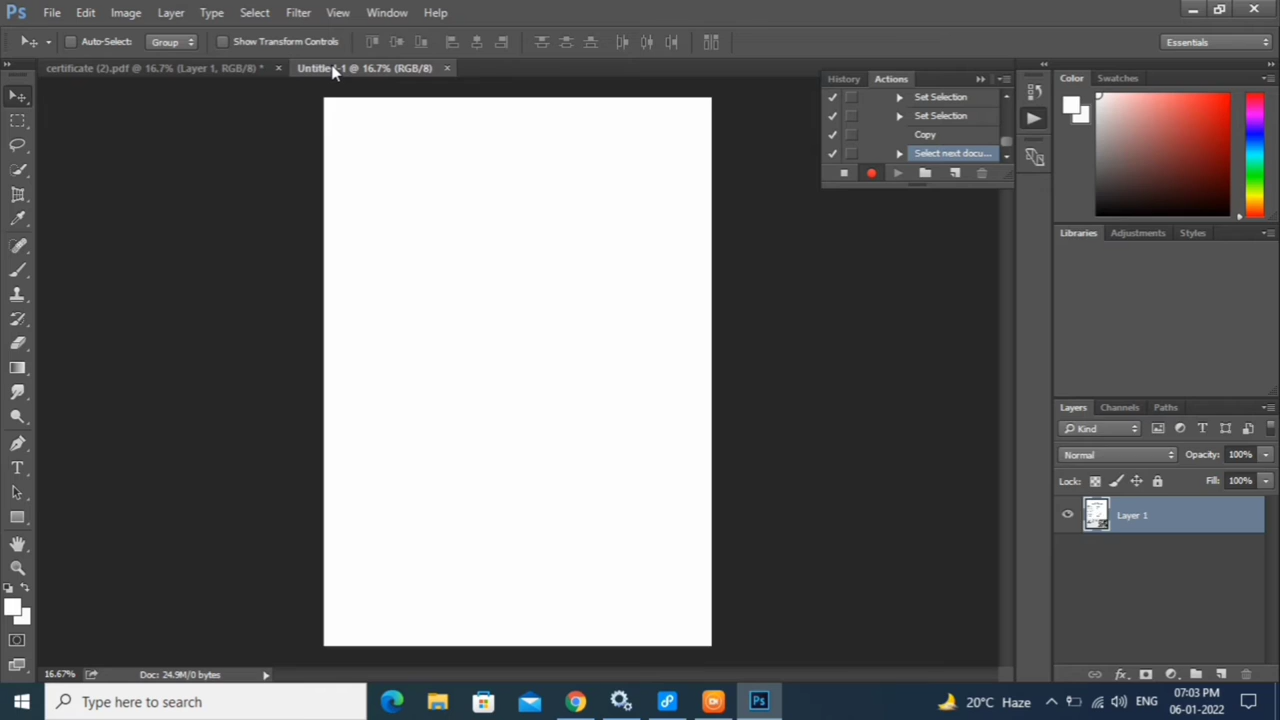 Ps File Edit Image Layer Type Select Filter View Window Help
Auto-Select: Group Show Transform Controls Essentials
certificate (2).pdf @ 16.7% (Layer 1, RGB/8) * × Untitled-1 @ 16.7% (RGB/8) ×
History Actions
Set Selection
Set Selection
Copy
Select next docu...
Color Swatches
Libraries Adjustments Styles
Layers Channels Paths
Kind
Normal Opacity: 100%
Lock: Fill: 100%
Layer 1
16.67% Doc: 24.9M/0 bytes
Type here to search
Ps
20°C Haze
ENG
07:03 PM
06-01-2022